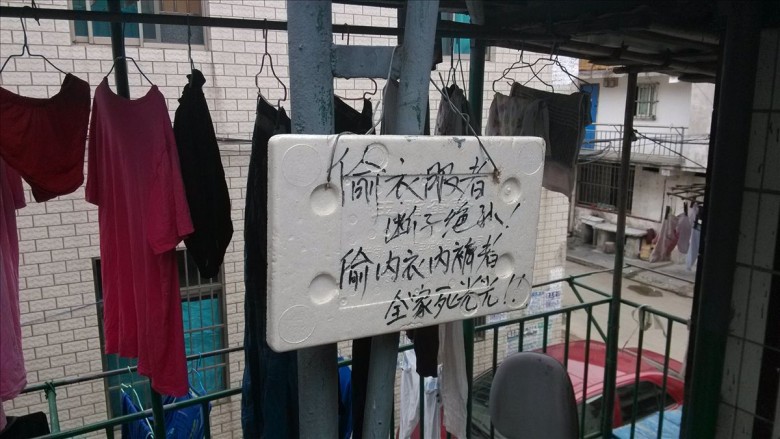 偷衣服者
断子绝孙！
偷内衣内裤者
全家死光光！！